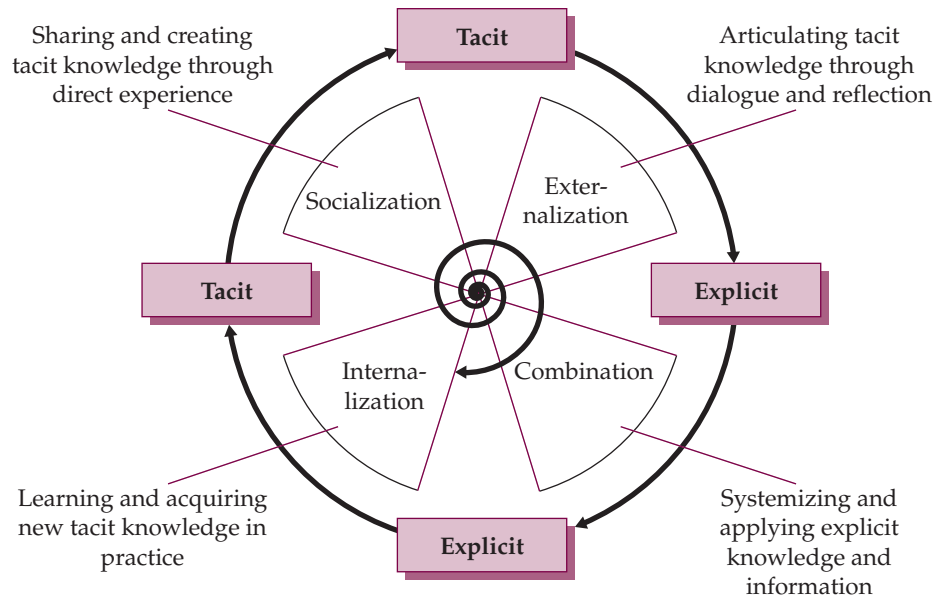 Sharing and creating
tacit knowledge through
direct experience
Tacit
Articulating tacit
knowledge through
dialogue and reflection
Socialization
Exter-
nalization
Tacit
Explicit
Interna-
lization
Combination
Learning and acquiring
new tacit knowledge in
practice
Explicit
Systemizing and
applying explicit
knowledge and
information